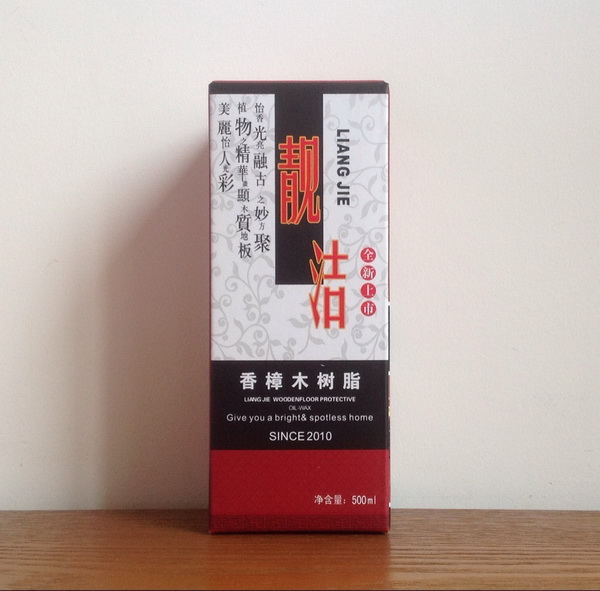 怡香光亮融古之妙方聚
植物之精華盡顯木質地板
美麗怡人光彩
靓洁
LIANG JIE
全新上市
香樟木树脂
LIANG JIE WOODENFLOOR PROTECTIVE
OIL-WAX
Give you a bright& spotless home
SINCE 2010
净含量：500ml